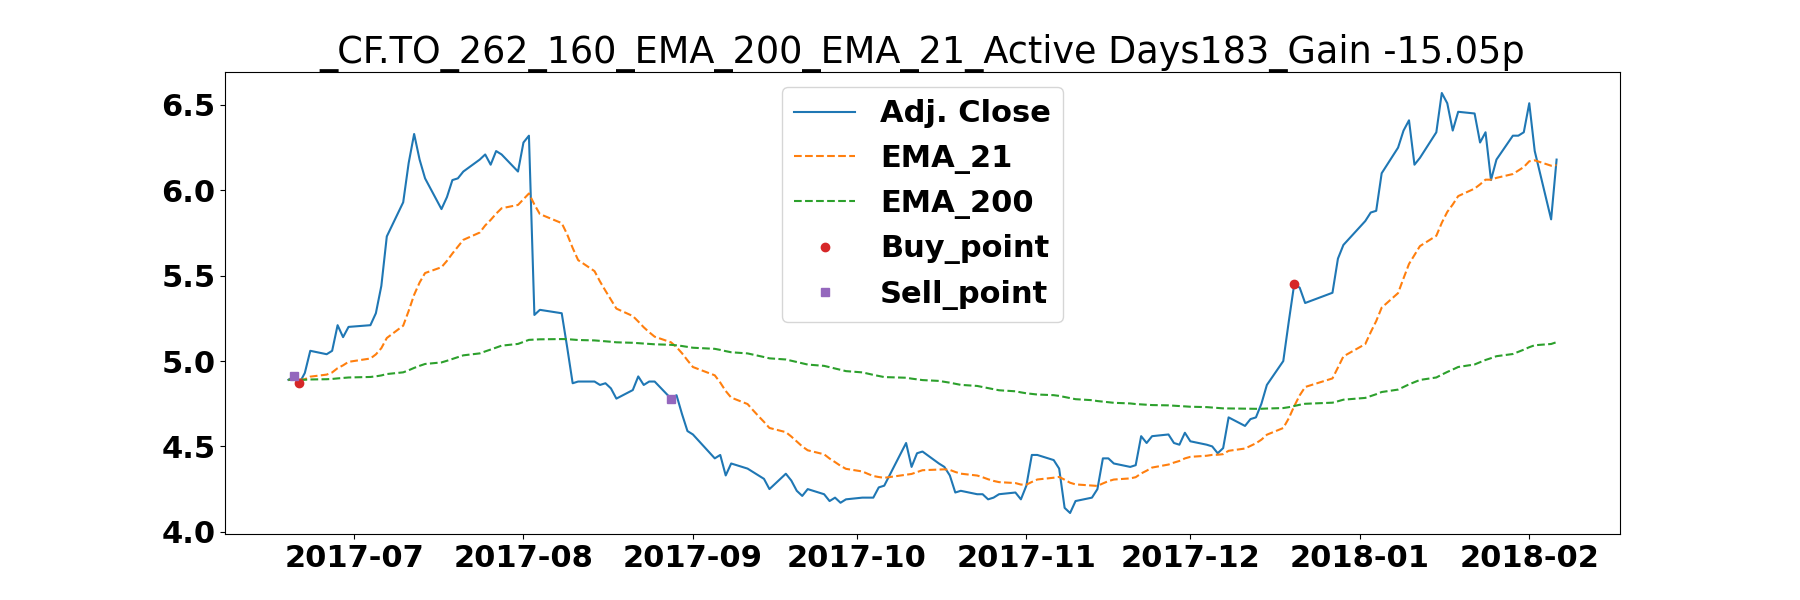 _CF.TO_262_160_EMA_200_EMA_21_Active Days183_Gain -15.05p
6.5
6.0
5.5
5.0
4.5
4.0
Adj. Close
EMA_21
EMA_200
Buy_point
Sell_point
2017-07 2017-08 2017-09 2017-10 2017-11 2017-12 2018-01 2018-02